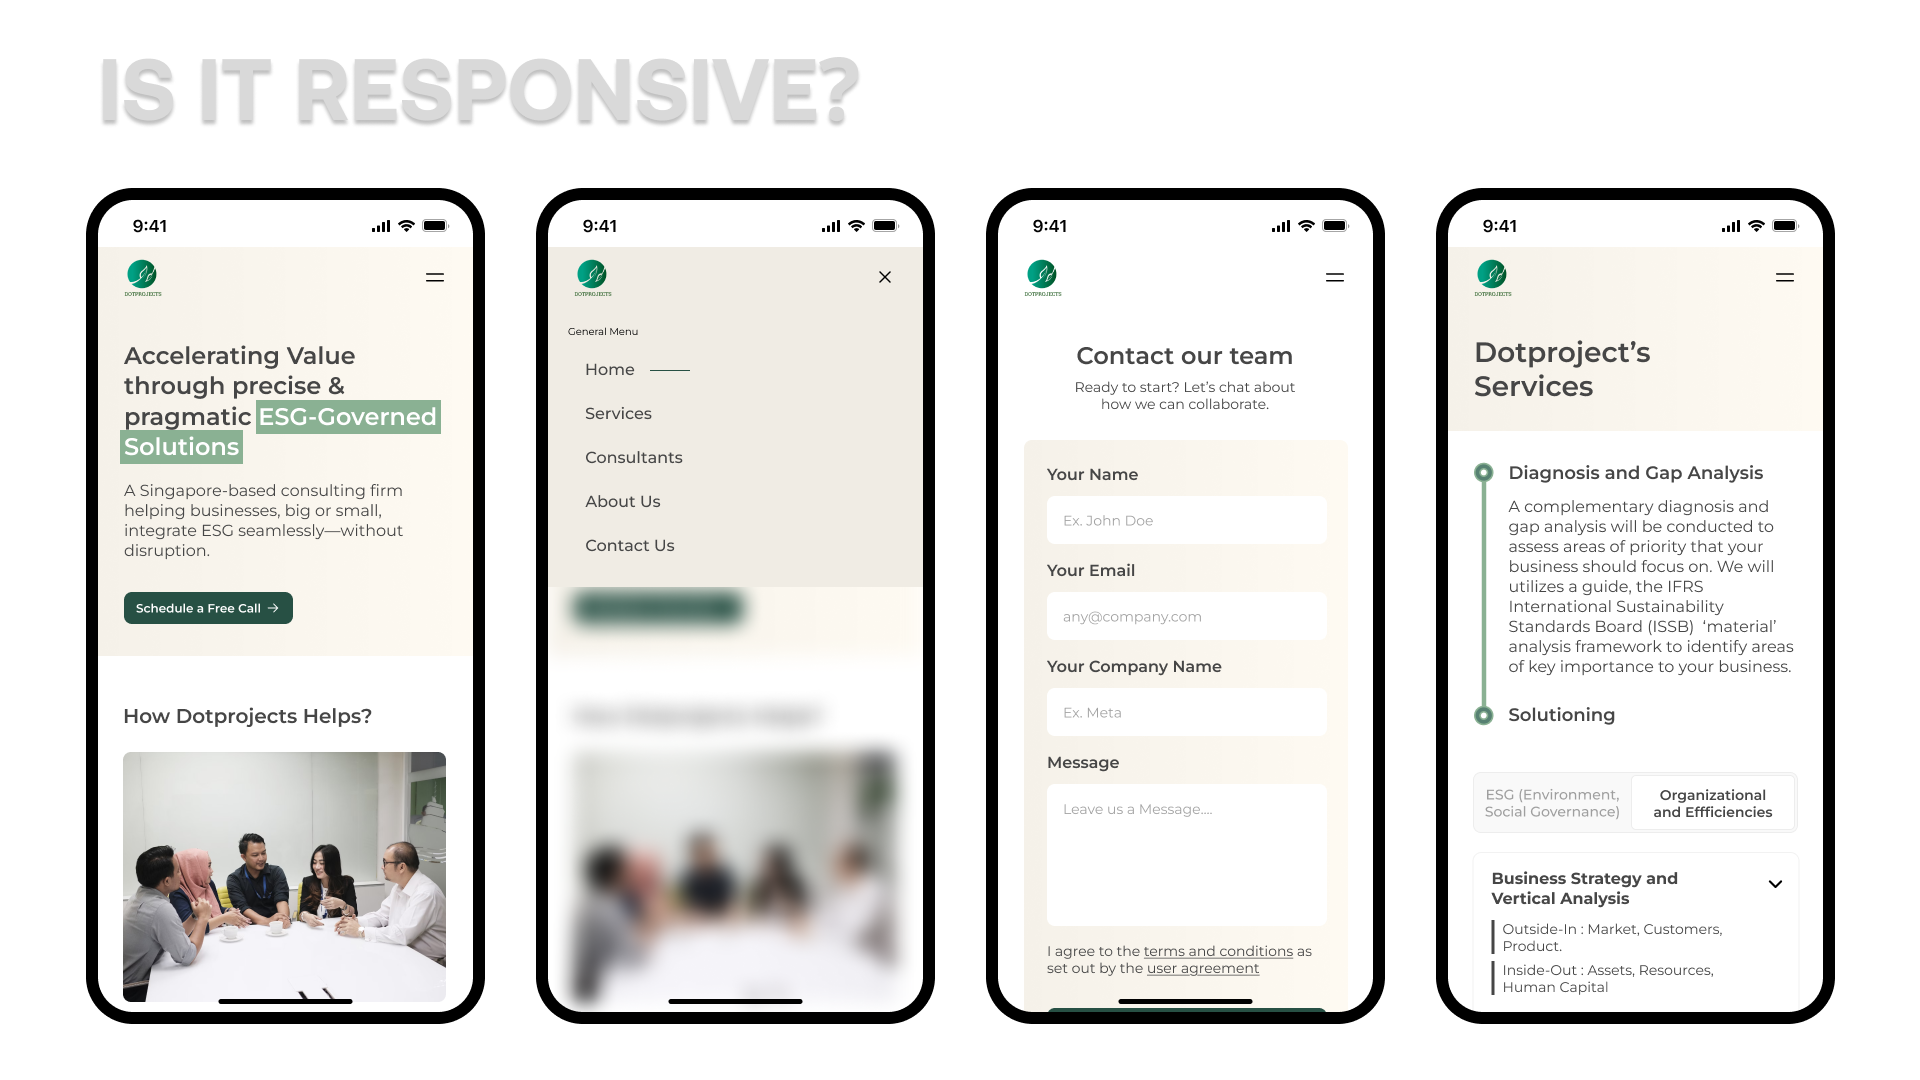 IS IT RESPONSIVE?
9:41
DOTPROJECTS
Accelerating Value
through precise &
pragmatic ESG-Governed
Solutions
A Singapore-based consulting firm
helping businesses, big or small,
integrate ESG seamlessly—without
disruption.
Schedule a Free Call →
How Dotprojects Helps?
9:41
DOTPROJECTS
General Menu
Home
Services
Consultants
About Us
Contact Us
9:41
DOTPROJECTS
Contact our team
Ready to start? Let’s chat about
how we can collaborate.
Your Name
Ex. John Doe
Your Email
any@company.com
Your Company Name
Ex. Meta
Message
Leave us a Message....
I agree to the terms and conditions as
set out by the user agreement
9:41
DOTPROJECTS
Dotproject’s
Services
Diagnosis and Gap Analysis
A complementary diagnosis and
gap analysis will be conducted to
assess areas of priority that your
business should focus on. We will
utilizes a guide, the IFRS
International Sustainability
Standards Board (ISSB)  ‘material’
analysis framework to identify areas
of key importance to your business.
Solutioning
ESG (Environment,
Social Governance)
Organizational
and Effficiencies
Business Strategy and
Vertical Analysis
Outside-In : Market, Customers,
Product.
Inside-Out : Assets, Resources,
Human Capital